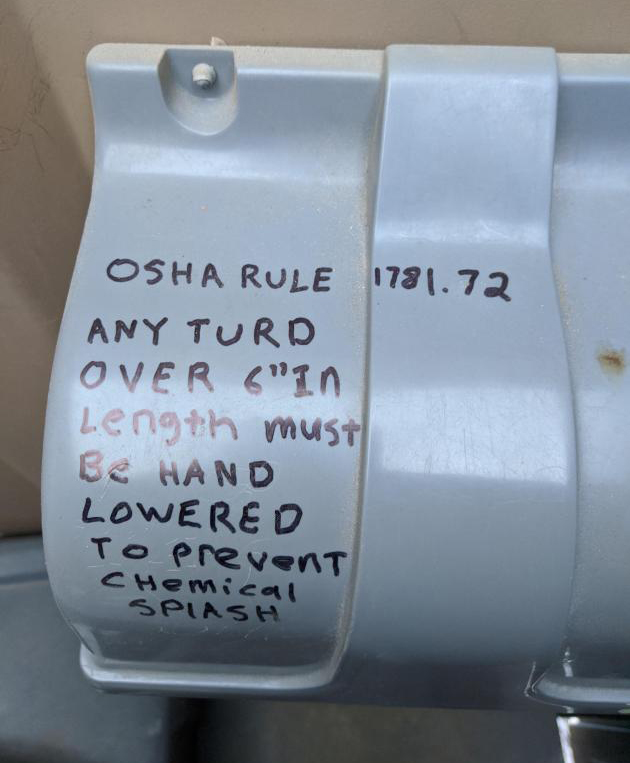 OSHA RULE 1781.72
ANY TURD
OVER 6" In
Length must
Be HAND
LOWERED
To prevenT
CHemical
SPlASH